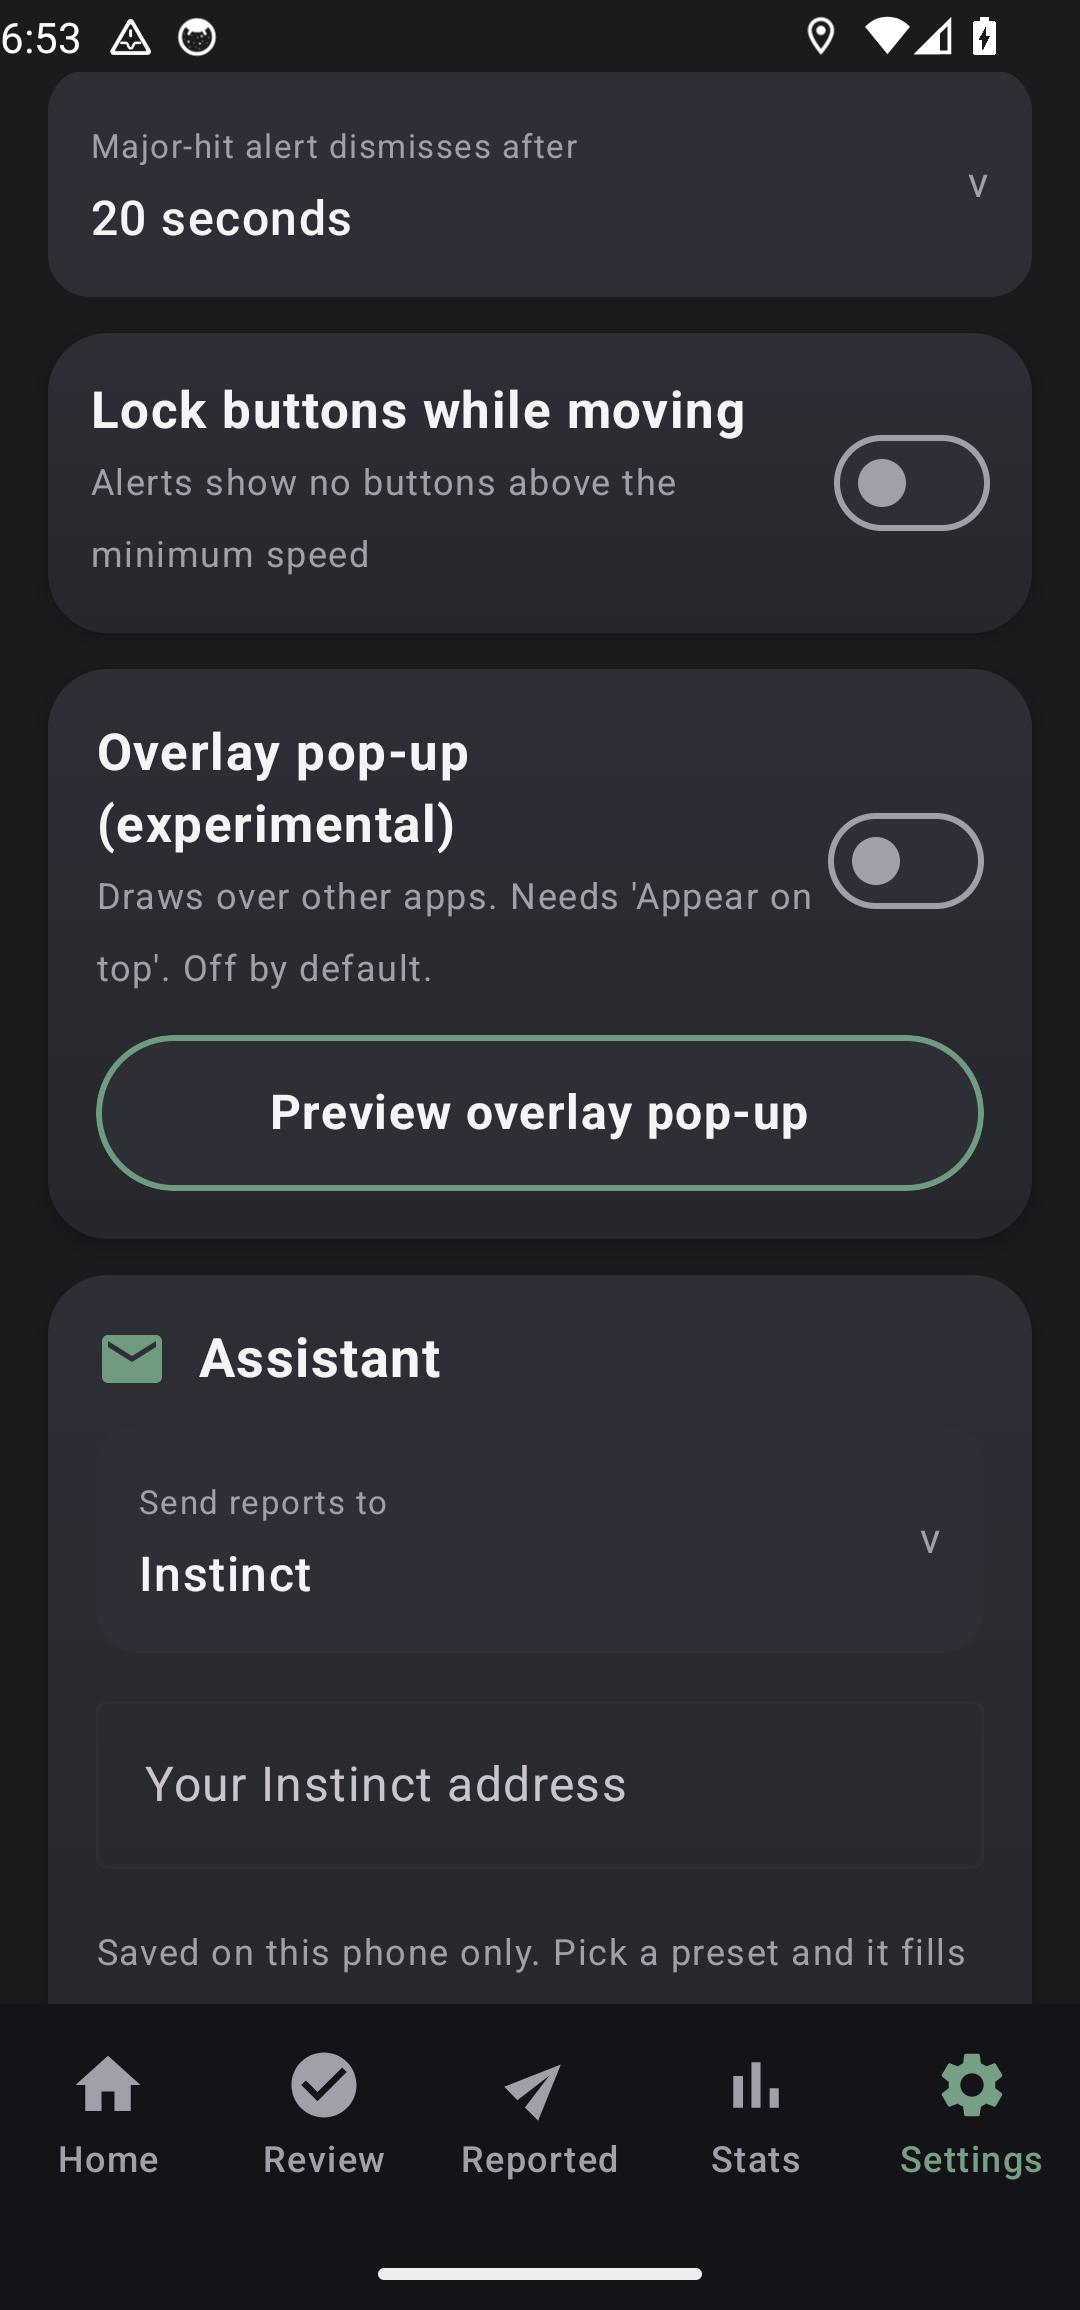 6:53
Major-hit alert dismisses after
20 seconds
v
Lock buttons while moving
Alerts show no buttons above the
minimum speed
Overlay pop-up
(experimental)
Draws over other apps. Needs 'Appear on
top'. Off by default.
Preview overlay pop-up
Assistant
Send reports to
Instinct
v
Your Instinct address
Saved on this phone only. Pick a preset and it fills
Home
Review
Reported
Stats
Settings